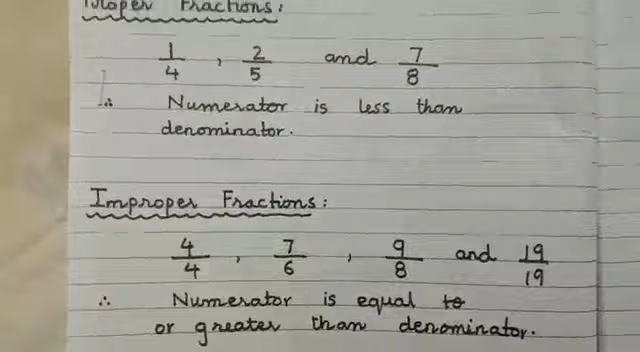 Proper Fractions:
1/4 , 2/5 and 7/8
∴ Numerator is less than
denominator.
Improper Fractions:
4/4 , 7/6 , 9/8 and 19/19
∴ Numerator is equal to
or greater than denominator.